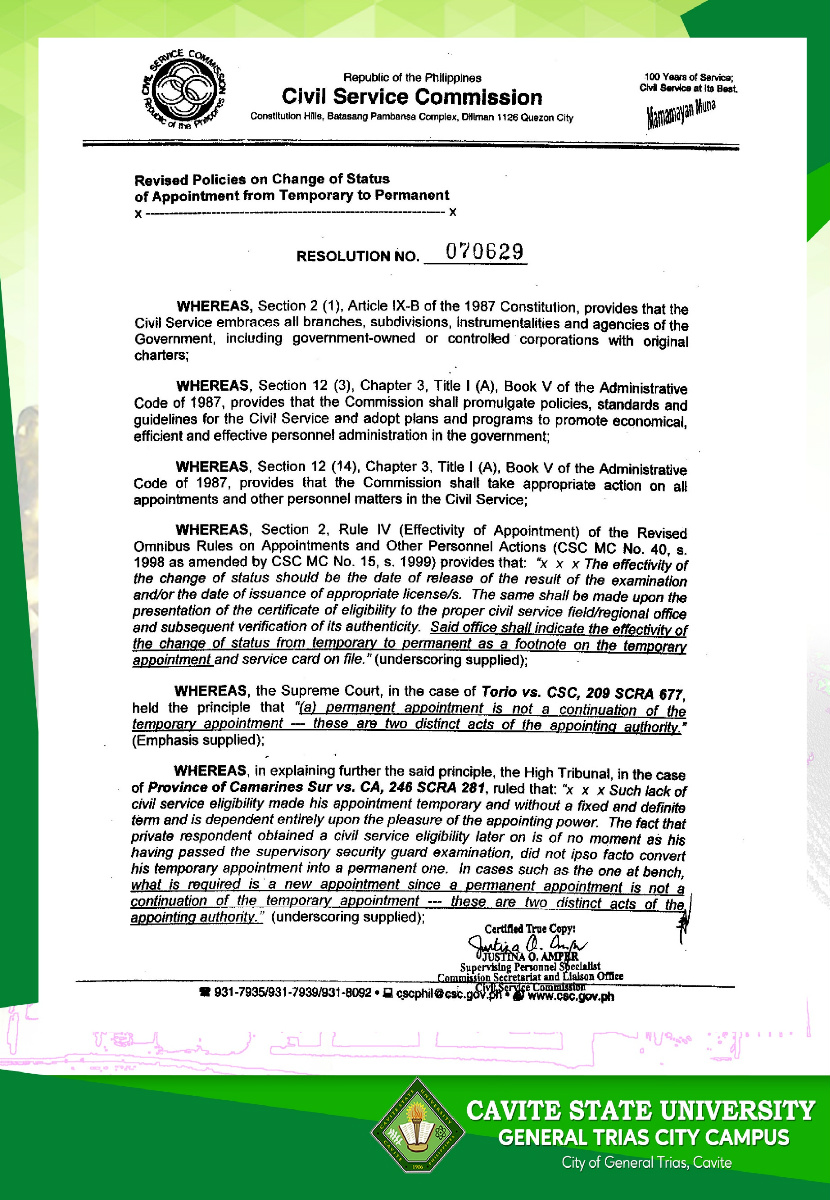 CIVIL SERVICE COMMISSION
Republic of the Philippines
Republic of the Philippines
Civil Service Commission
Constitution Hills, Batasang Pambansa Complex, Diliman 1126 Quezon City
100 Years of Service;
Civil Service at its Best.
Mamamayan Muna
Revised Policies on Change of Status
of Appointment from Temporary to Permanent
x ------------------------------------------------------------------ x
RESOLUTION NO. 070629
WHEREAS, Section 2 (1), Article IX-B of the 1987 Constitution, provides that the
Civil Service embraces all branches, subdivisions, instrumentalities and agencies of the
Government, including government-owned or controlled corporations with original
charters;
WHEREAS, Section 12 (3), Chapter 3, Title I (A), Book V of the Administrative
Code of 1987, provides that the Commission shall promulgate policies, standards and
guidelines for the Civil Service and adopt plans and programs to promote economical,
efficient and effective personnel administration in the government;
WHEREAS, Section 12 (14), Chapter 3, Title I (A), Book V of the Administrative
Code of 1987, provides that the Commission shall take appropriate action on all
appointments and other personnel matters in the Civil Service;
WHEREAS, Section 2, Rule IV (Effectivity of Appointment) of the Revised
Omnibus Rules on Appointments and Other Personnel Actions (CSC MC No. 40, s.
1998 as amended by CSC MC No. 15, s. 1999) provides that: "x x x The effectivity of
the change of status should be the date of release of the result of the examination
and/or the date of issuance of appropriate license/s. The same shall be made upon the
presentation of the certificate of eligibility to the proper civil service field/regional office
and subsequent verification of its authenticity. Said office shall indicate the effectivity of
the change of status from temporary to permanent as a footnote on the temporary
appointment and service card on file." (underscoring supplied);
WHEREAS, the Supreme Court, in the case of Torio vs. CSC, 209 SCRA 677,
held the principle that "(a) permanent appointment is not a continuation of the
temporary appointment --- these are two distinct acts of the appointing authority."
(Emphasis supplied);
WHEREAS, in explaining further the said principle, the High Tribunal, in the case
of Province of Camarines Sur vs. CA, 246 SCRA 281, ruled that: "x x x Such lack of
civil service eligibility made his appointment temporary and without a fixed and definite
term and is dependent entirely upon the pleasure of the appointing power. The fact that
private respondent obtained a civil service eligibility later on is of no moment as his
having passed the supervisory security guard examination, did not ipso facto convert
his temporary appointment into a permanent one. In cases such as the one at bench,
what is required is a new appointment since a permanent appointment is not a
continuation of the temporary appointment --- these are two distinct acts of the
appointing authority." (underscoring supplied);
Certified True Copy:
JUSTINA O. AMPER
Supervising Personnel Specialist
Commission Secretariat and Liaison Office
Civil Service Commission
931-7935/931-7939/931-8092 • cscphil@csc.gov.ph • www.csc.gov.ph
CAVITE STATE UNIVERSITY
GENERAL TRIAS CITY CAMPUS
City of General Trias, Cavite